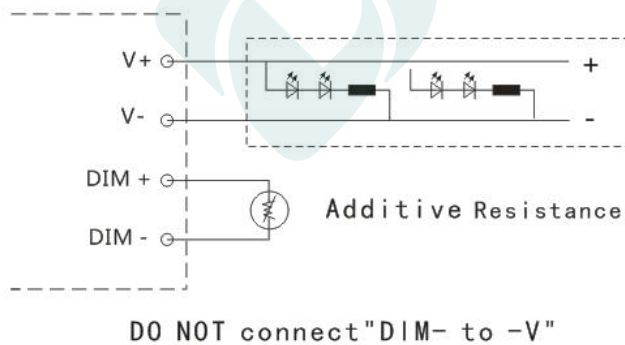 V+
+
V-
-
DIM +
Additive Resistance
DIM -
DO NOT connect"DIM- to -V"